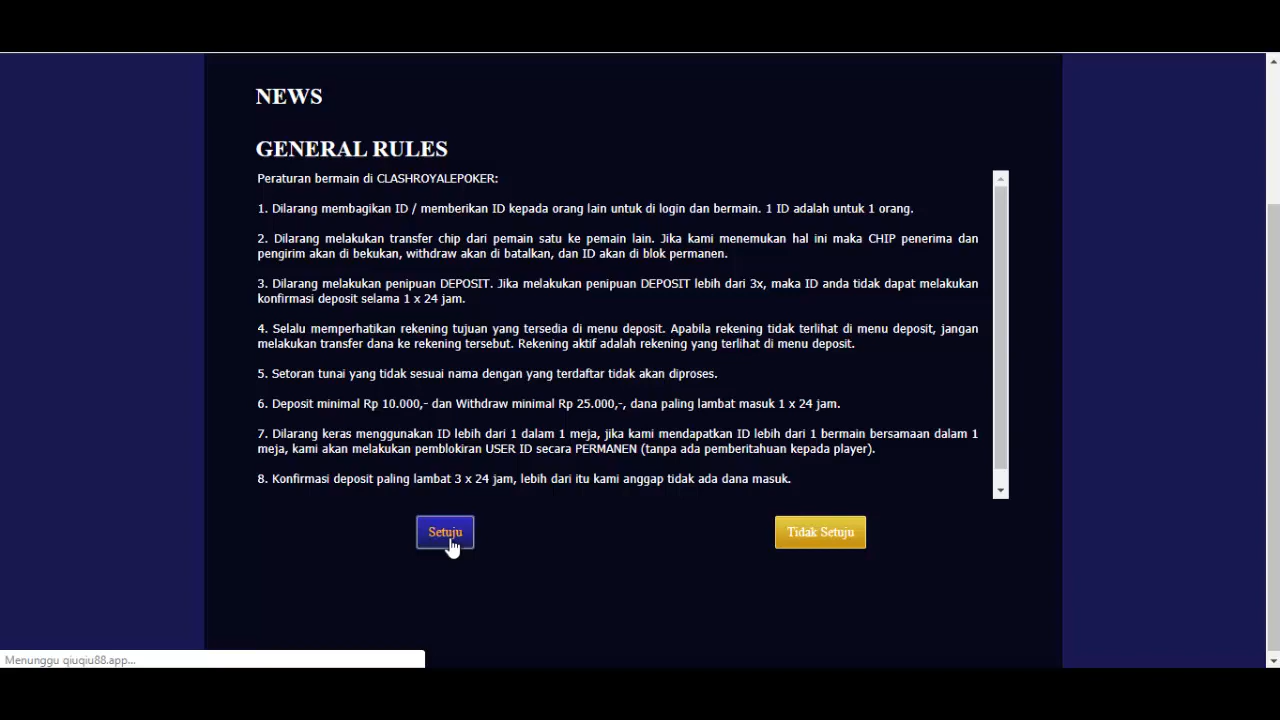 NEWS
GENERAL RULES
Peraturan bermain di CLASHROYALEPOKER:
1. Dilarang membagikan ID / memberikan ID kepada orang lain untuk di login dan bermain. 1 ID adalah untuk 1 orang.
2. Dilarang melakukan transfer chip dari pemain satu ke pemain lain. Jika kami menemukan hal ini maka CHIP penerima dan
pengirim akan di bekukan, withdraw akan di batalkan, dan ID akan di blok permanen.
3. Dilarang melakukan penipuan DEPOSIT. Jika melakukan penipuan DEPOSIT lebih dari 3x, maka ID anda tidak dapat melakukan
konfirmasi deposit selama 1 x 24 jam.
4. Selalu memperhatikan rekening tujuan yang tersedia di menu deposit. Apabila rekening tidak terlihat di menu deposit, jangan
melakukan transfer dana ke rekening tersebut. Rekening aktif adalah rekening yang terlihat di menu deposit.
5. Setoran tunai yang tidak sesuai nama dengan yang terdaftar tidak akan diproses.
6. Deposit minimal Rp 10.000,- dan Withdraw minimal Rp 25.000,-, dana paling lambat masuk 1 x 24 jam.
7. Dilarang keras menggunakan ID lebih dari 1 dalam 1 meja, jika kami mendapatkan ID lebih dari 1 bermain bersamaan dalam 1
meja, kami akan melakukan pemblokiran USER ID secara PERMANEN (tanpa ada pemberitahuan kepada player).
8. Konfirmasi deposit paling lambat 3 x 24 jam, lebih dari itu kami anggap tidak ada dana masuk.
Setuju
Tidak Setuju
Menunggu qiuqiu88.app...